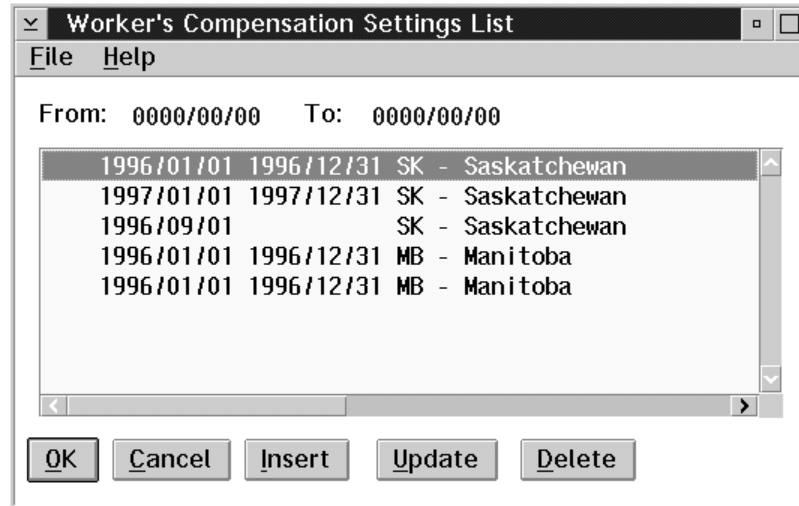 Worker's Compensation Settings List
File Help
From: 0000/00/00 To: 0000/00/00
1996/01/01 1996/12/31 SK - Saskatchewan
1997/01/01 1997/12/31 SK - Saskatchewan
1996/09/01 SK - Saskatchewan
1996/01/01 1996/12/31 MB - Manitoba
1996/01/01 1996/12/31 MB - Manitoba
OK Cancel Insert Update Delete